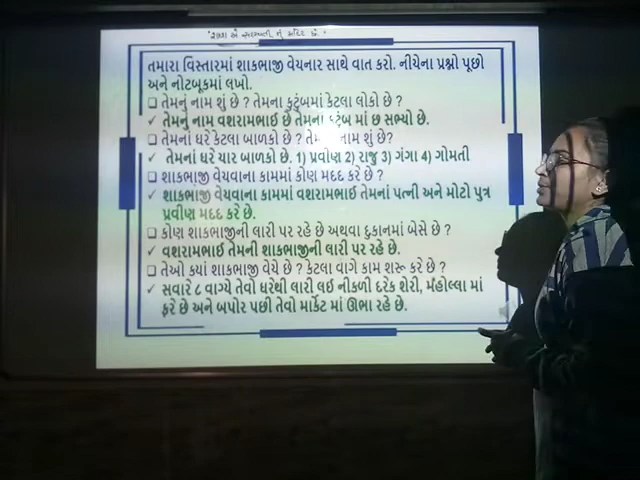 "શાળા એ સરસ્વતી નું મંદિર છે."
તમારા વિસ્તારમાં શાકભાજી વેચનાર સાથે વાત કરો. નીચેના પ્રશ્નો પૂછો
અને નોટબૂકમાં લખો.
❑ તેમનું નામ શું છે ? તેમના કુટુંબમાં કેટલા લોકો છે ?
✓ તેમનું નામ વશરામભાઈ છે તેમના કુટુંબ માં છ સભ્યો છે.
❑ તેમનાં ઘરે કેટલા બાળકો છે ? નામ શું છે?
✓ તેમનાં ઘરે ચાર બાળકો છે. 1) પ્રવીણ 2) રાજુ 3) ગંગા 4) ગોમતી
❑ શાકભાજી વેચવાના કામમાં કોણ મદદ કરે છે ?
✓ શાકભાજી વેચવાના કામમાં વશરામભાઈ તેમનાં પત્ની અને મોટો પુત્ર
પ્રવીણ મદદ કરે છે.
❑ કોણ શાકભાજીની લારી પર રહે છે અથવા દુકાનમાં બેસે છે ?
✓ વશરામભાઈ તેમની શાકભાજીની લારી પર રહે છે.
❑ તેઓ ક્યાં શાકભાજી વેચે છે ? કેટલા વાગે કામ શરૂ કરે છે ?
✓ સવારે ૮ વાગ્યે તેવો ઘરેથી લારી લઈ નીકળી દરેક શેરી, મહોલ્લા માં
ફરે છે અને બપોર પછી તેવો માર્કેટ માં ઊભા રહે છે.